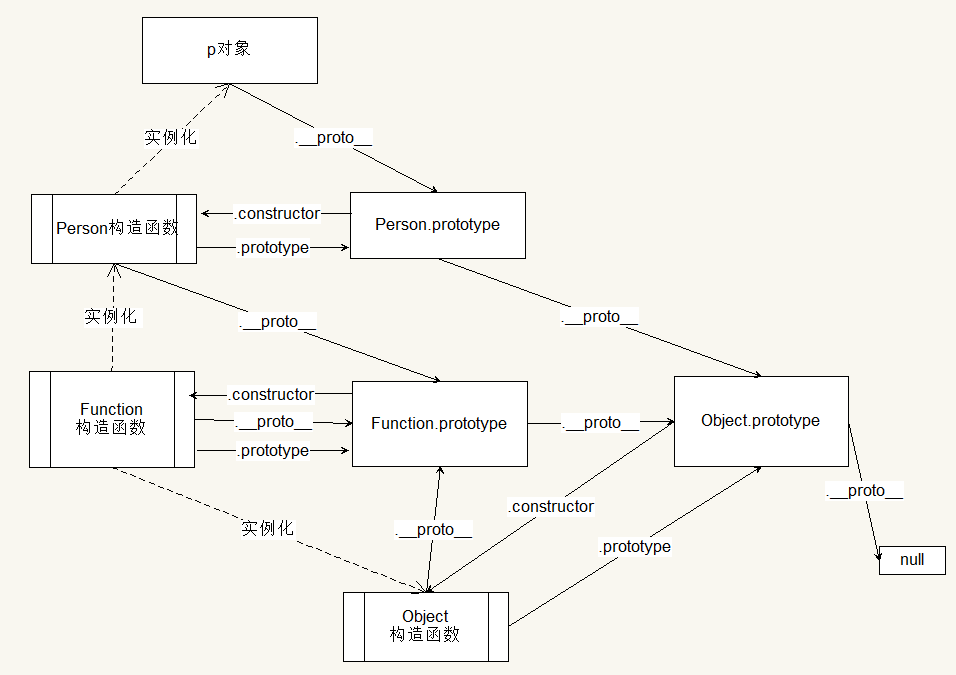 p对象
实例化
.__proto__
.constructor
Person构造函数
Person.prototype
.prototype
实例化
.__proto__
.__proto__
.constructor
Function
构造函数
.__proto__
.prototype
Function.prototype
.__proto__
Object.prototype
.__proto__
.constructor
实例化
.__proto__
.prototype
null
Object
构造函数